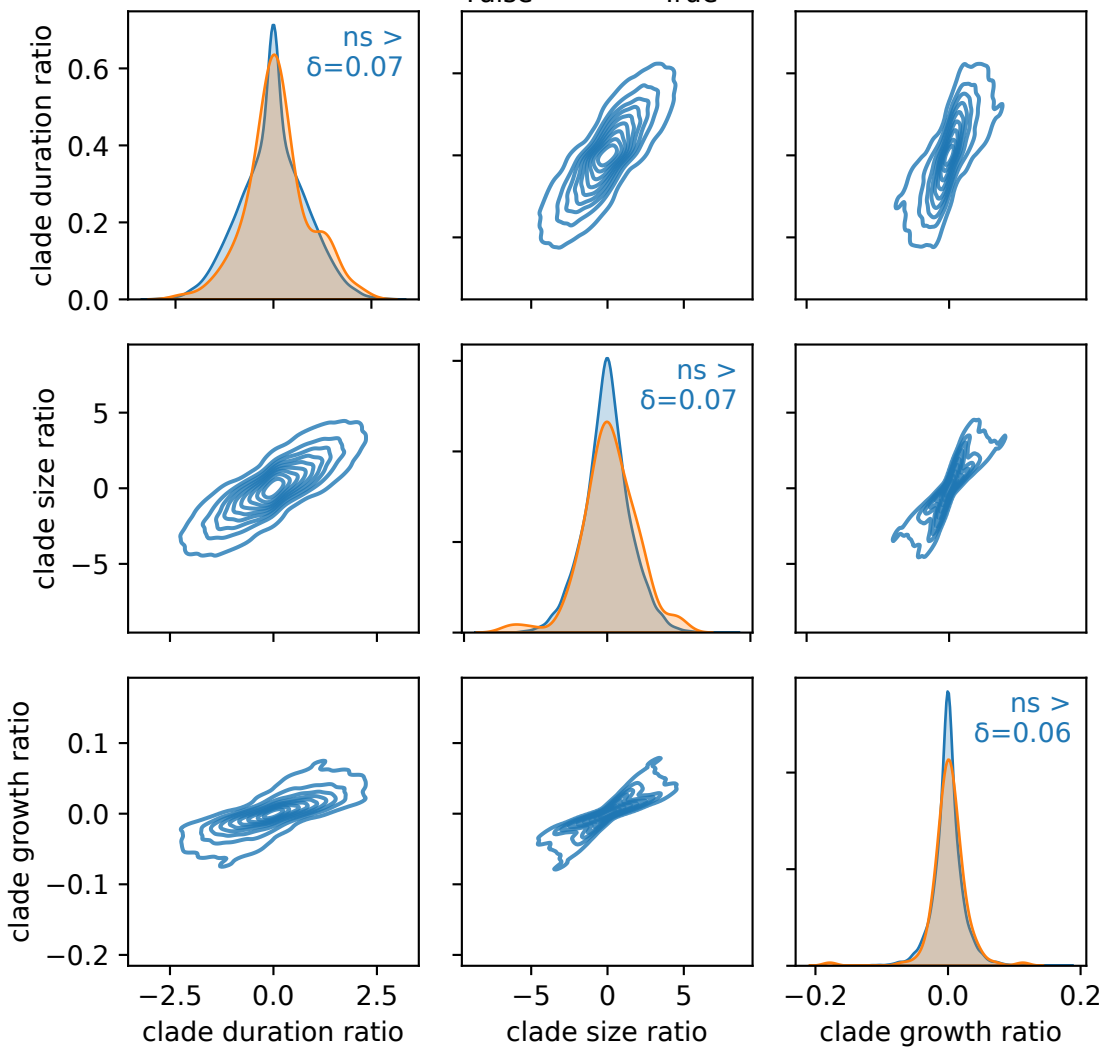 True
clade duration ratio
0.6
0.4
0.2
0.0
ns >
δ=0.07
clade size ratio
5
0
−5
ns >
δ=0.07
clade growth ratio
0.1
0.0
−0.1
−0.2
ns >
δ=0.06
−2.5 0.0 2.5
−5 0 5
−0.2 0.0 0.2
clade duration ratio
clade size ratio
clade growth ratio